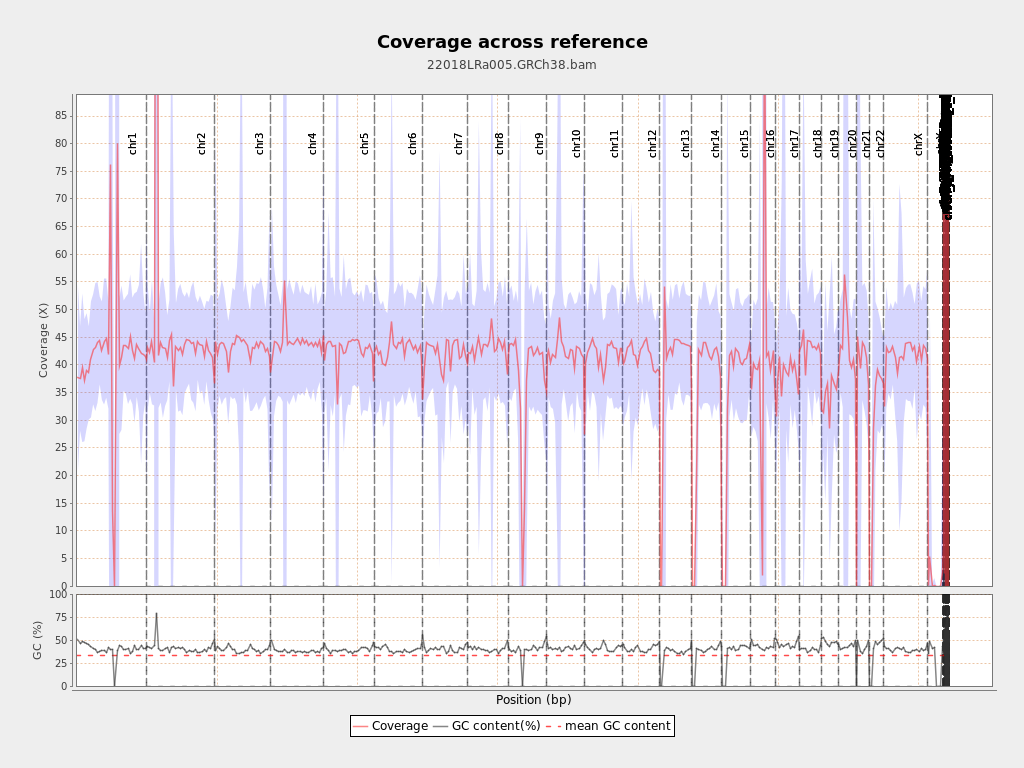 Coverage across reference
22018LRa005.GRCh38.bam
85
80
75
70
65
60
55
50
45
40
35
30
25
20
15
10
5
0
Coverage (X)
chr1
chr2
chr3
chr4
chr5
chr6
chr7
chr8
chr9
chr10
chr11
chr12
chr13
chr14
chr15
chr16
chr17
chr18
chr19
chr20
chr21
chr22
chrX
100
75
50
25
0
GC (%)
Position (bp)
Coverage GC content(%) mean GC content